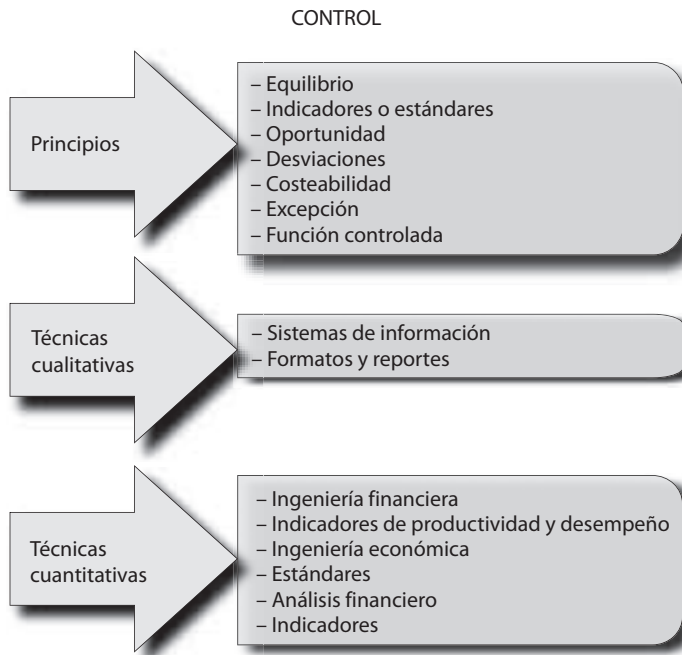 CONTROL
Principios
– Equilibrio
– Indicadores o estándares
– Oportunidad
– Desviaciones
– Costeabilidad
– Excepción
– Función controlada
Técnicas
cualitativas
– Sistemas de información
– Formatos y reportes
Técnicas
cuantitativas
– Ingeniería financiera
– Indicadores de productividad y desempeño
– Ingeniería económica
– Estándares
– Análisis financiero
– Indicadores